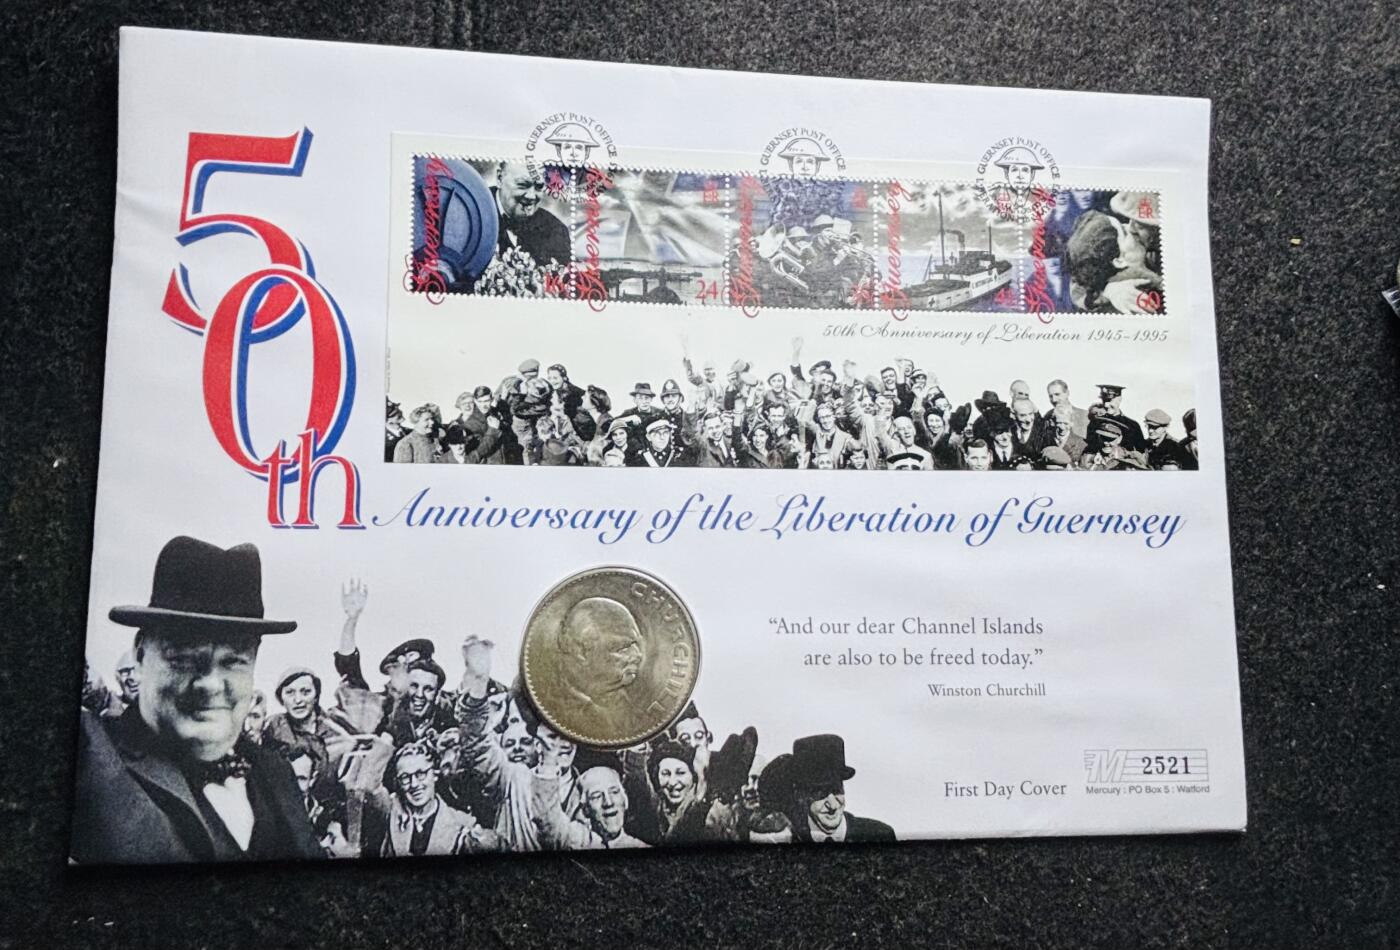 50th
GUERNSEY POST OFFICE
GUERNSEY POST OFFICE
GUERNSEY POST OFFICE
Guernsey
Guernsey
24
Guernsey
Guernsey
Guernsey
60
50th Anniversary of Liberation 1945-1995
Anniversary of the Liberation of Guernsey
CHURCHILL
“And our dear Channel Islands
are also to be freed today.”
Winston Churchill
First Day Cover
M 2521
Mercury : PO Box 5 : Watford